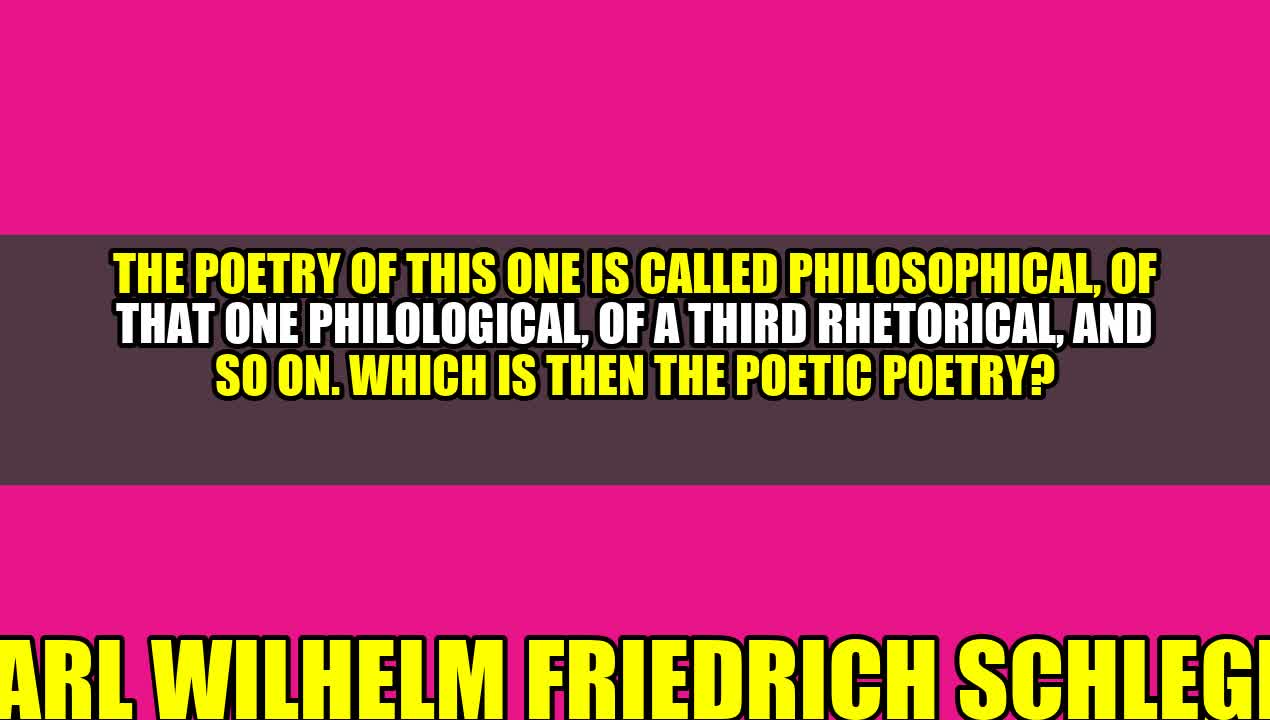 THE POETRY OF THIS ONE IS CALLED PHILOSOPHICAL, OF
THAT ONE PHILOLOGICAL, OF A THIRD RHETORICAL, AND
SO ON. WHICH IS THEN THE POETIC POETRY?
ARL WILHELM FRIEDRICH SCHLEGE